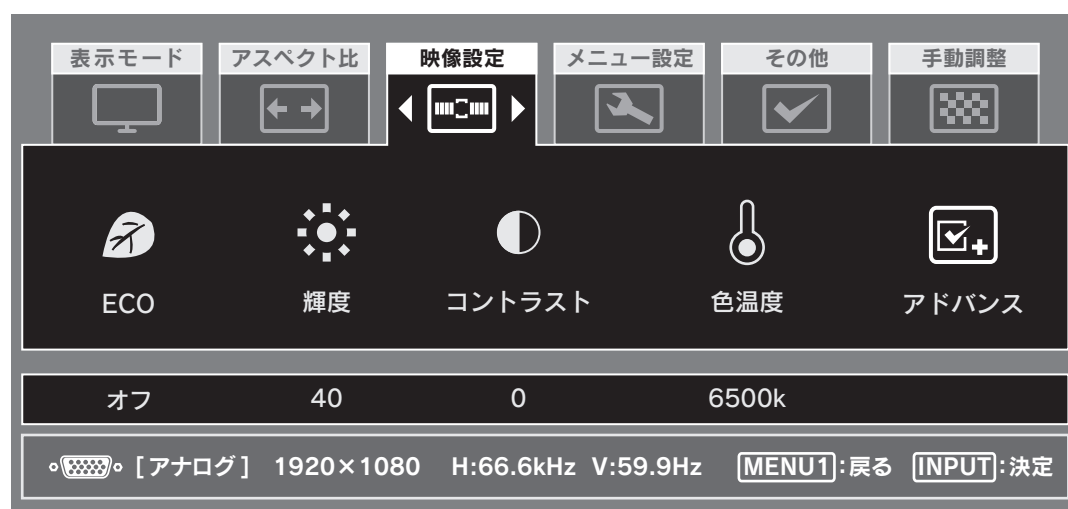 表示モード アスペクト比 映像設定 メニュー設定 その他 手動調整
ECO 輝度 コントラスト 色温度 アドバンス
オフ 40 0 6500k
[アナログ] 1920×1080 H:66.6kHz V:59.9Hz MENU1:戻る INPUT:決定